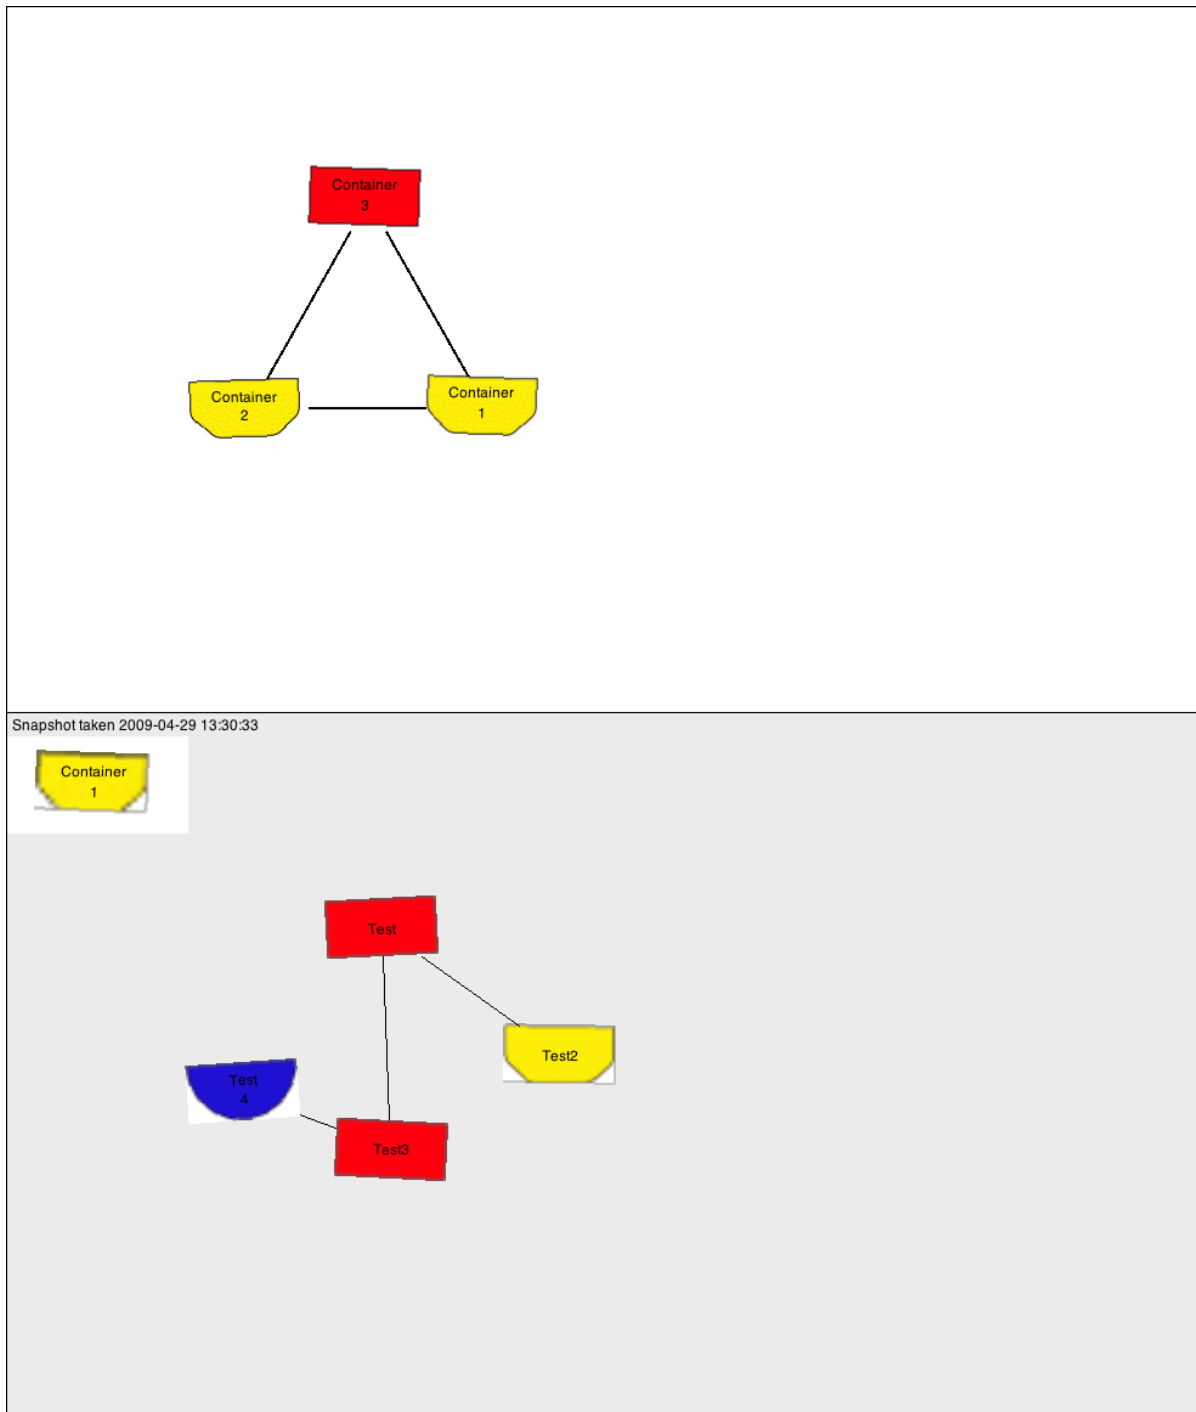 Container
3
Container
2
Container
1
Snapshot taken 2009-04-29 13:30:33
Container
1
Test
Test2
Test
4
Test3